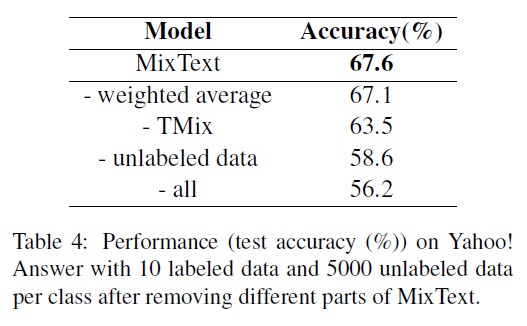 Model Accuracy(%)
MixText 67.6
- weighted average 67.1
- TMix 63.5
- unlabeled data 58.6
- all 56.2
Table 4: Performance (test accuracy (%)) on Yahoo!
Answer with 10 labeled data and 5000 unlabeled data
per class after removing different parts of MixText.